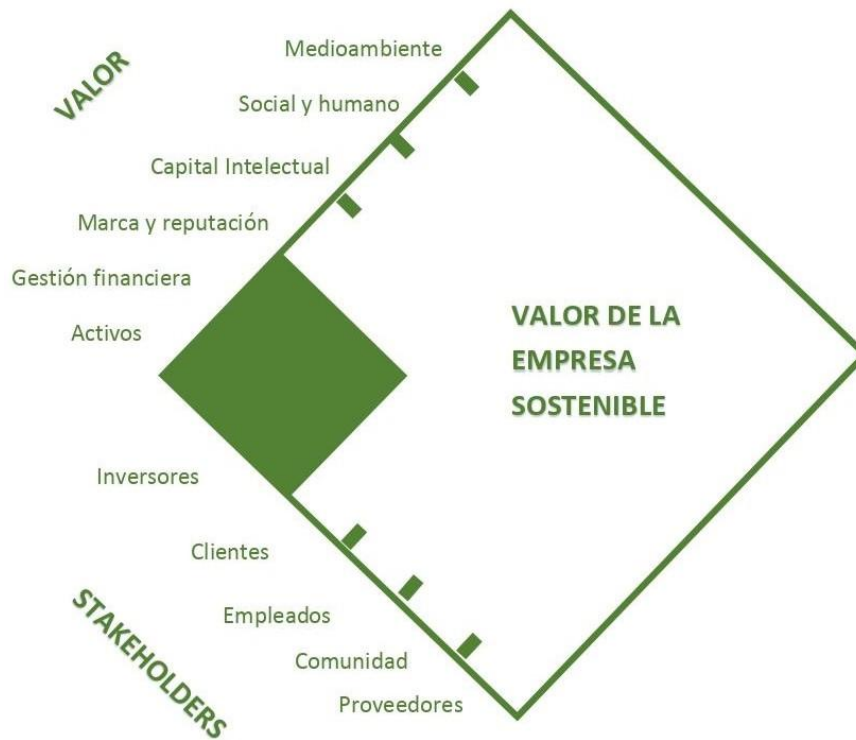 VALOR
Medioambiente
Social y humano
Capital Intelectual
Marca y reputación
Gestión financiera
Activos
VALOR DE LA
EMPRESA
SOSTENIBLE
Inversores
Clientes
Empleados
Comunidad
Proveedores
STAKEHOLDERS